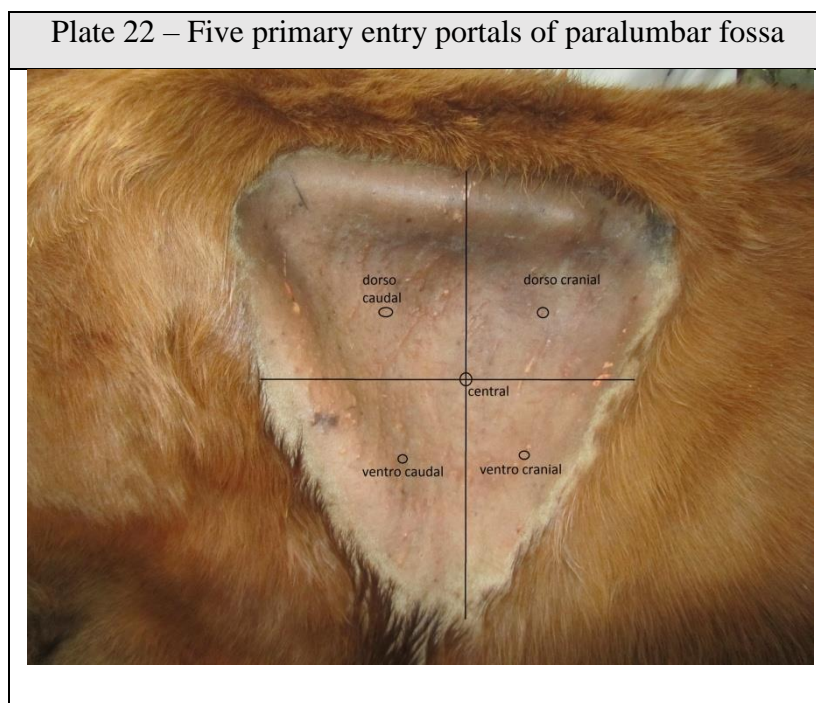 Plate 22 – Five primary entry portals of paralumbar fossa
dorso
caudal
dorso cranial
central
ventro caudal
ventro cranial